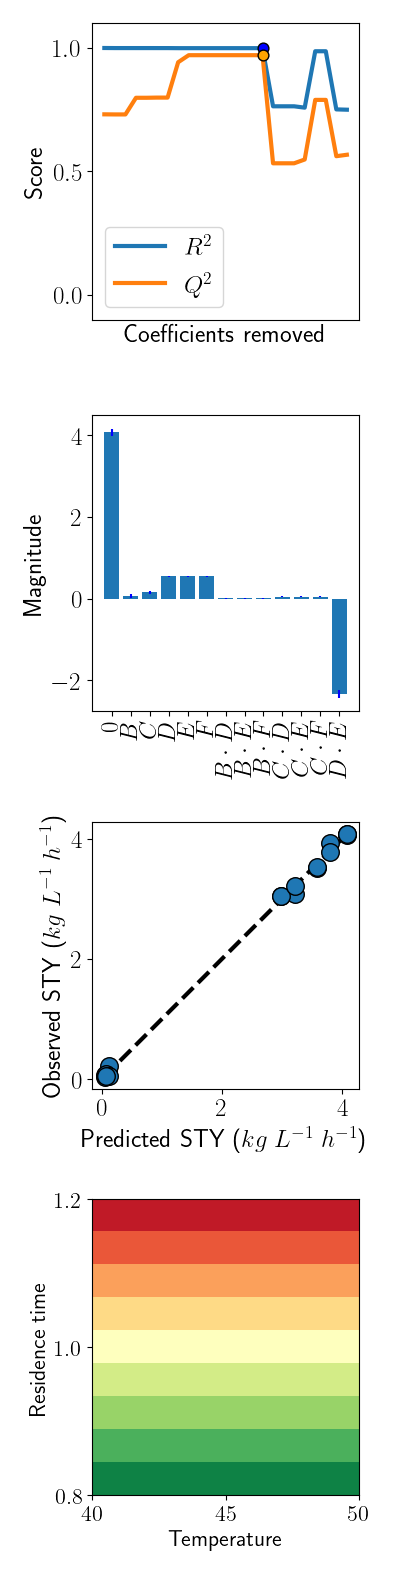 1.0
0.5
0.0
Score
R²
Q²
Coefficients removed
4
2
0
−2
Magnitude
0 B C D E F B · D B · E B · F C · D C · E C · F D · E
4
2
0
Observed STY (kg L⁻¹ h⁻¹)
0 2 4
Predicted STY (kg L⁻¹ h⁻¹)
1.2
1.0
0.8
Residence time
40 45 50
Temperature